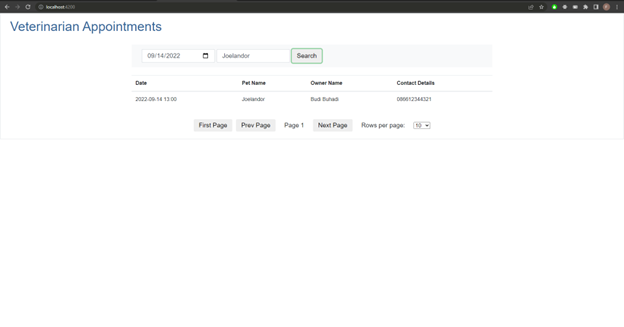 localhost:4200
Veterinarian Appointments
09/14/2022 Joelandor Search
Date Pet Name Owner Name Contact Details
2022-09-14 13:00 Joelandor Budi Buhadi 086612344321
First Page Prev Page Page 1 Next Page Rows per page: 10